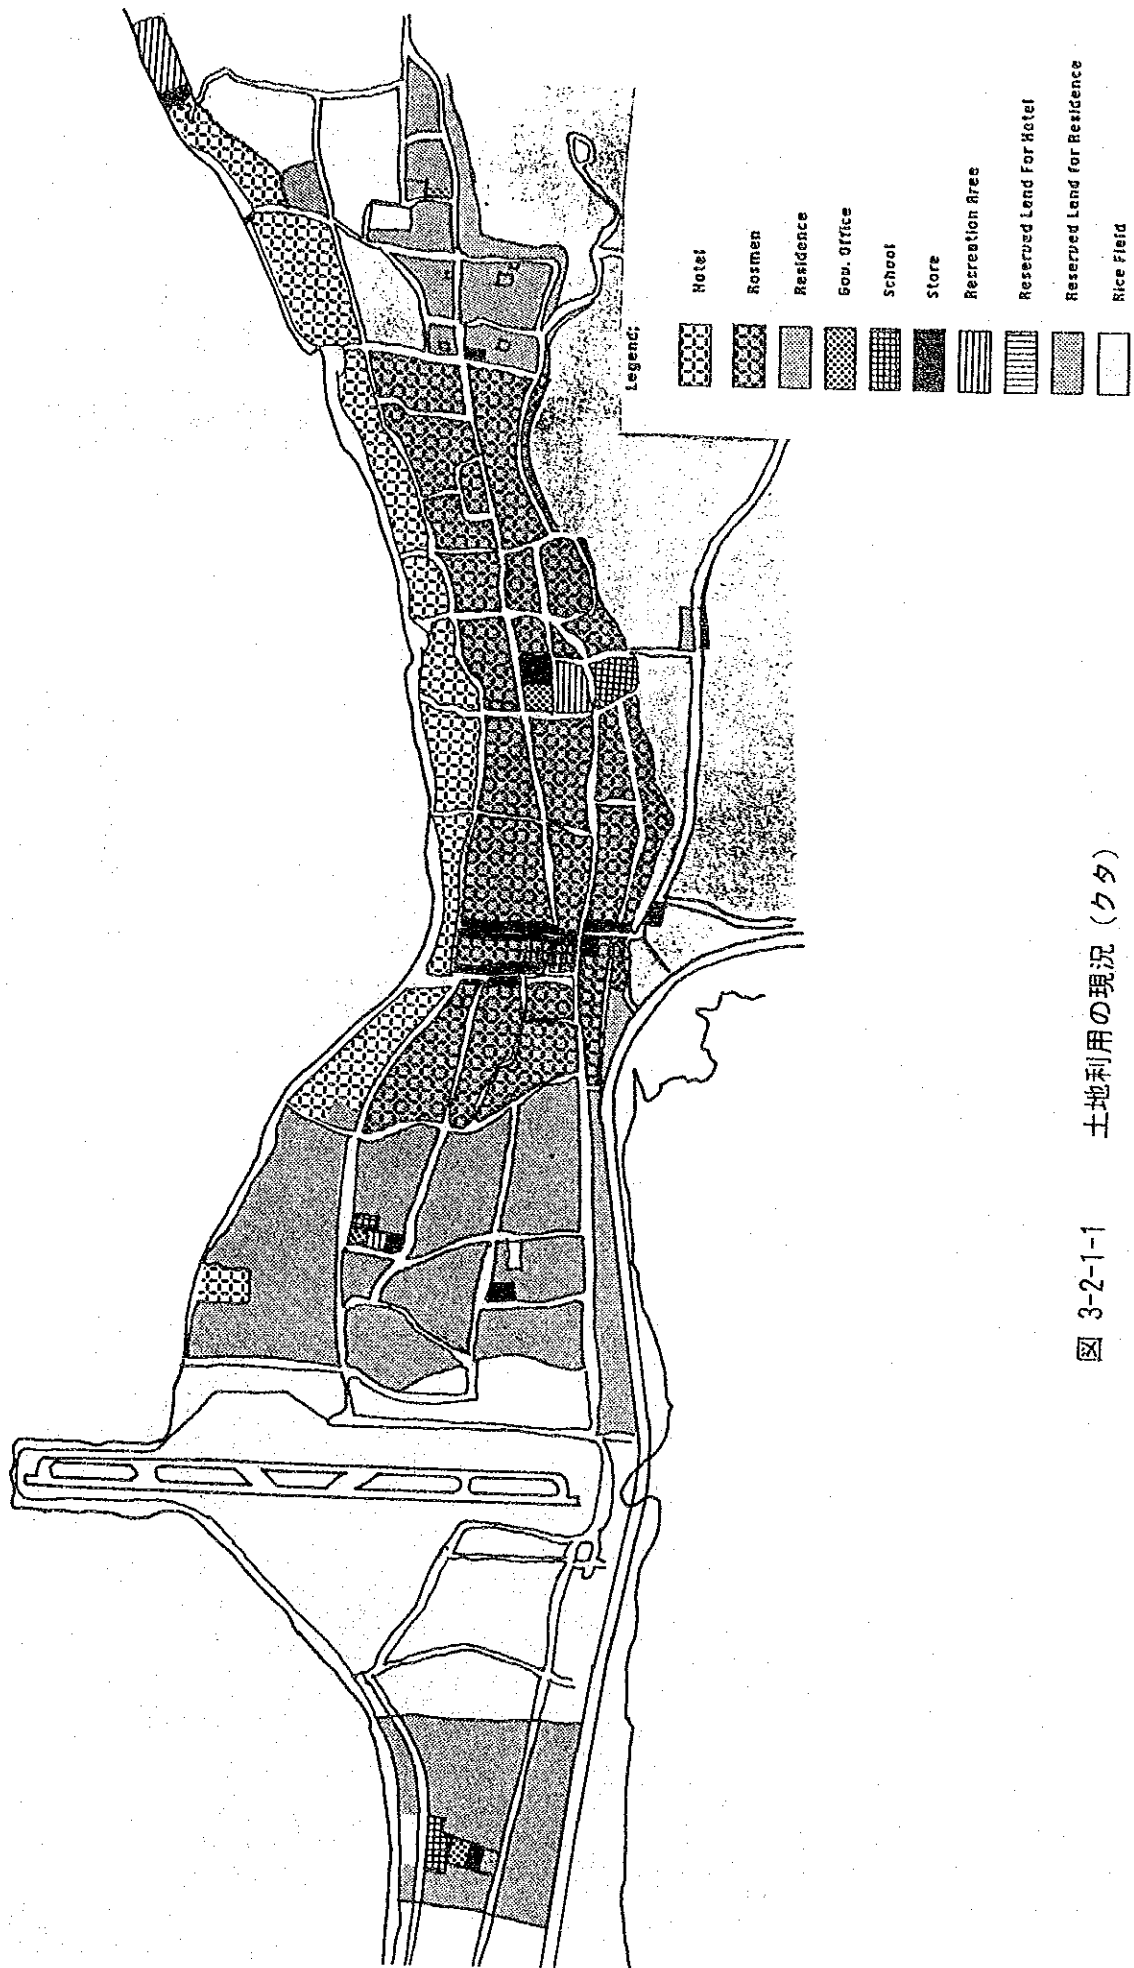 Legend:
Hotel
Rosmen
Residence
Gov. Office
School
Store
Recreation Area
Reserved Land For Hotel
Reserved Land for Residence
Rice Field
図 3-2-1-1 土地利用の現況 (クタ)